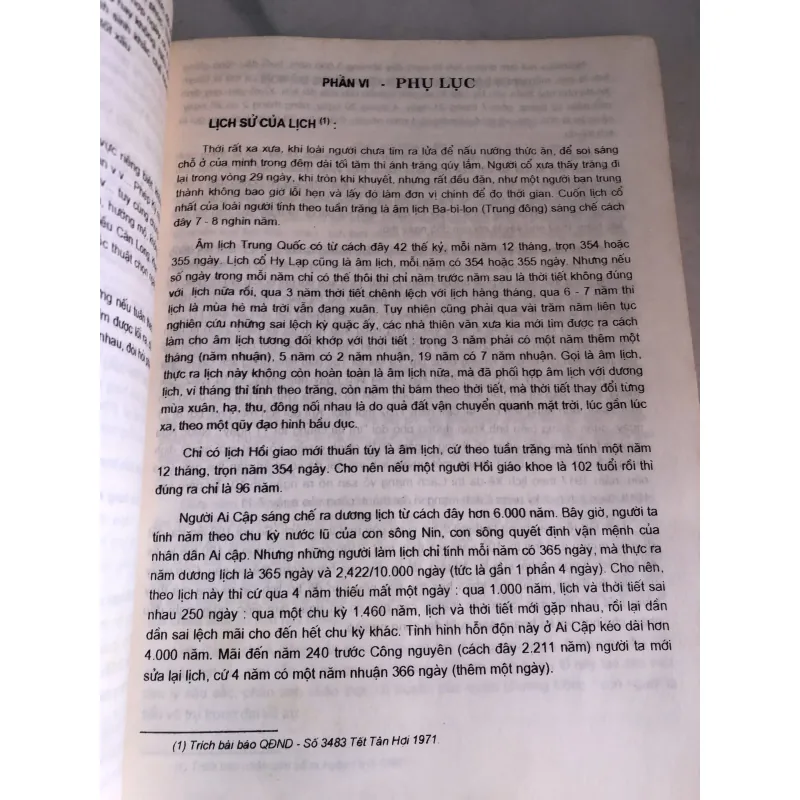 PHẦN VI - PHỤ LỤC
LỊCH SỬ CỦA LỊCH (1) :
Thời rất xa xưa, khi loài người chưa tìm ra lửa để nấu nướng thức ăn, để soi sáng
chỗ ở của mình trong đêm dài tối tăm thì ánh trăng qúy lắm. Người cổ xưa thấy trăng đi
lại trong vòng 29 ngày, khi tròn khi khuyết, nhưng rất đều đàn, như một người bạn trung
thành không bao giờ lỗi hẹn và lấy đó làm đơn vị chính để đo thời gian. Cuốn lịch cổ
nhất của loài người tính theo tuần trăng là âm lịch Ba-bi-lon (Trung đông) sáng chế cách
đây 7 - 8 nghìn năm.
Âm lịch Trung Quốc có từ cách đây 42 thế kỷ, mỗi năm 12 tháng, trọn 354 hoặc
355 ngày. Lịch cổ Hy Lạp cũng là âm lịch, mỗi năm có 354 hoặc 355 ngày. Nhưng nếu
số ngày trong mỗi năm chỉ có thế thôi thì chỉ năm trước năm sau là thời tiết không đúng
với lịch nữa rồi, qua 3 năm thời tiết chênh lệch với lịch hàng tháng, qua 6 - 7 năm thì
lịch là mùa hè mà trời vẫn đang xuân. Tuy nhiên cũng phải qua vài trăm năm liên tục
nghiên cứu những sai lệch kỳ quặc ấy, các nhà thiên văn xưa kia mới tìm được ra cách
làm cho âm lịch tương đối khớp với thời tiết : trong 3 năm phải có một năm thêm một
tháng (năm nhuận), 5 năm có 2 năm nhuận, 19 năm có 7 năm nhuận. Gọi là âm lịch,
thực ra lịch này không còn hoàn toàn là âm lịch nữa, mà đã phối hợp âm lịch với dương
lịch, vì tháng thì tính theo trăng, còn năm thì bám theo thời tiết, mà thời tiết thay đổi từng
mùa xuân, hạ, thu, đông nối nhau là do quả đất vận chuyển quanh mặt trời, lúc gần lúc
xa, theo một qũy đạo hình bầu dục.
Chỉ có lịch Hồi giao mới thuần túy là âm lịch, cứ theo tuần trăng mà tính một năm
12 tháng, trọn năm 354 ngày. Cho nên nếu một người Hồi giáo khoe là 102 tuổi rồi thì
đúng ra chỉ là 96 năm.
Người Ai Cập sáng chế ra dương lịch từ cách đây hơn 6.000 năm. Bây giờ, người ta
tính năm theo chu kỳ nước lũ của con sông Nin, con sông quyết định vận mệnh của
nhân dân Ai cập. Nhưng những người làm lịch chỉ tính mỗi năm có 365 ngày, mà thực ra
năm dương lịch là 365 ngày và 2,422/10.000 ngày (tức là gần 1 phần 4 ngày). Cho nên,
theo lịch này thì cứ qua 4 năm thiếu mất một ngày : qua 1.000 năm, lịch và thời tiết sai
nhau 250 ngày : qua một chu kỳ 1.460 năm, lịch và thời tiết mới gặp nhau, rồi lại dần
dần sai lệch mãi cho đến hết chu kỳ khác. Tình hình hỗn độn này ở Ai Cập kéo dài hơn
4.000 năm. Mãi đến năm 240 trước Công nguyên (cách đây 2.211 năm) người ta mới
sửa lại lịch, cứ 4 năm có một năm nhuận 366 ngày (thêm một ngày).
(1) Trích bài báo QĐND - Số 3483 Tết Tân Hợi 1971.